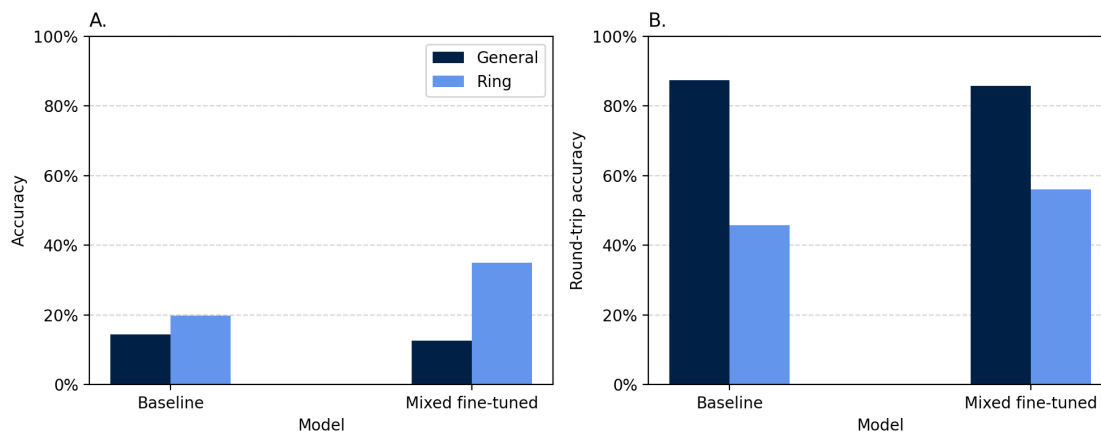 A.
100%
80%
60%
40%
20%
0%
Accuracy
General
Ring
Baseline
Mixed fine-tuned
Model
B.
100%
80%
60%
40%
20%
0%
Round-trip accuracy
Baseline
Mixed fine-tuned
Model